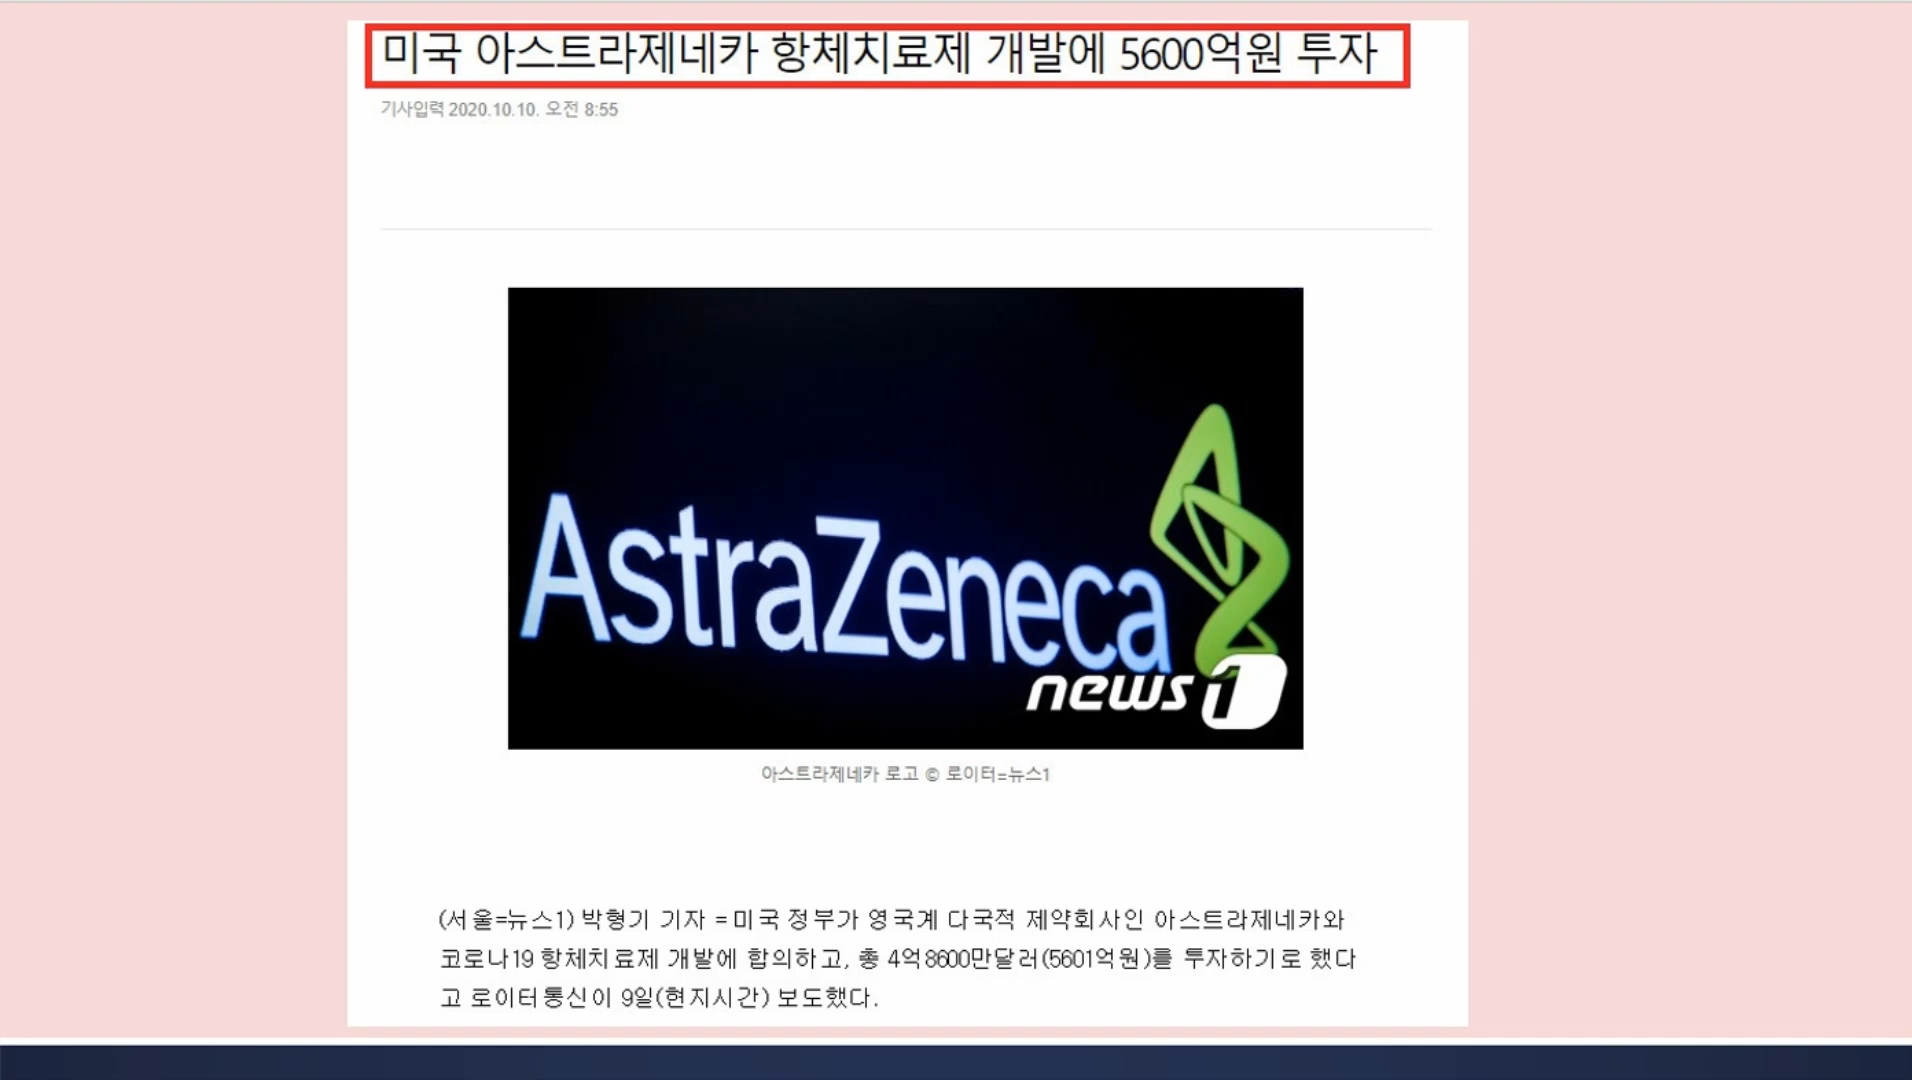 미국 아스트라제네카 항체치료제 개발에 5600억원 투자
기사입력 2020.10.10. 오전 8:55
AstraZeneca
news1
아스트라제네카 로고 © 로이터=뉴스1
(서울=뉴스1) 박형기 기자 = 미국 정부가 영국계 다국적 제약회사인 아스트라제네카와
코로나19 항체치료제 개발에 합의하고, 총 4억8600만달러(5601억원)를 투자하기로 했다
고 로이터통신이 9일(현지시간) 보도했다.